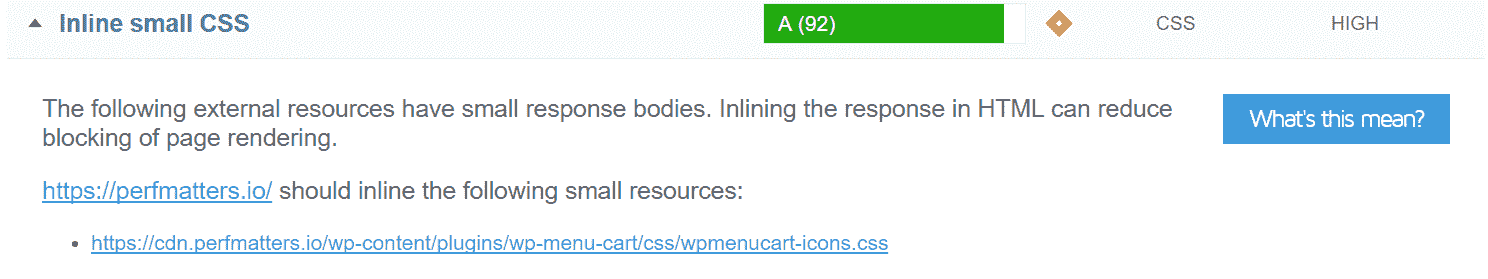 Inline small CSS A (92) CSS HIGH
The following external resources have small response bodies. Inlining the response in HTML can reduce
blocking of page rendering.
What's this mean?
https://perfmatters.io/ should inline the following small resources:
• https://cdn.perfmatters.io/wp-content/plugins/wp-menu-cart/css/wpmenucart-icons.css